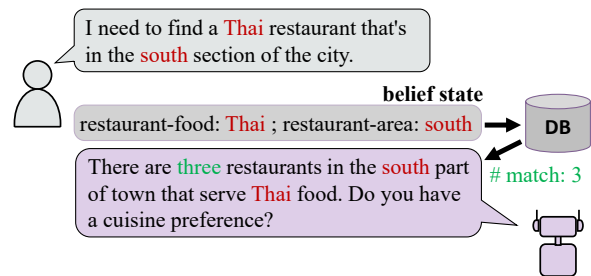 I need to find a Thai restaurant that's
in the south section of the city.
belief state
restaurant-food: Thai ; restaurant-area: south
DB
There are three restaurants in the south part
of town that serve Thai food. Do you have
a cuisine preference?
# match: 3